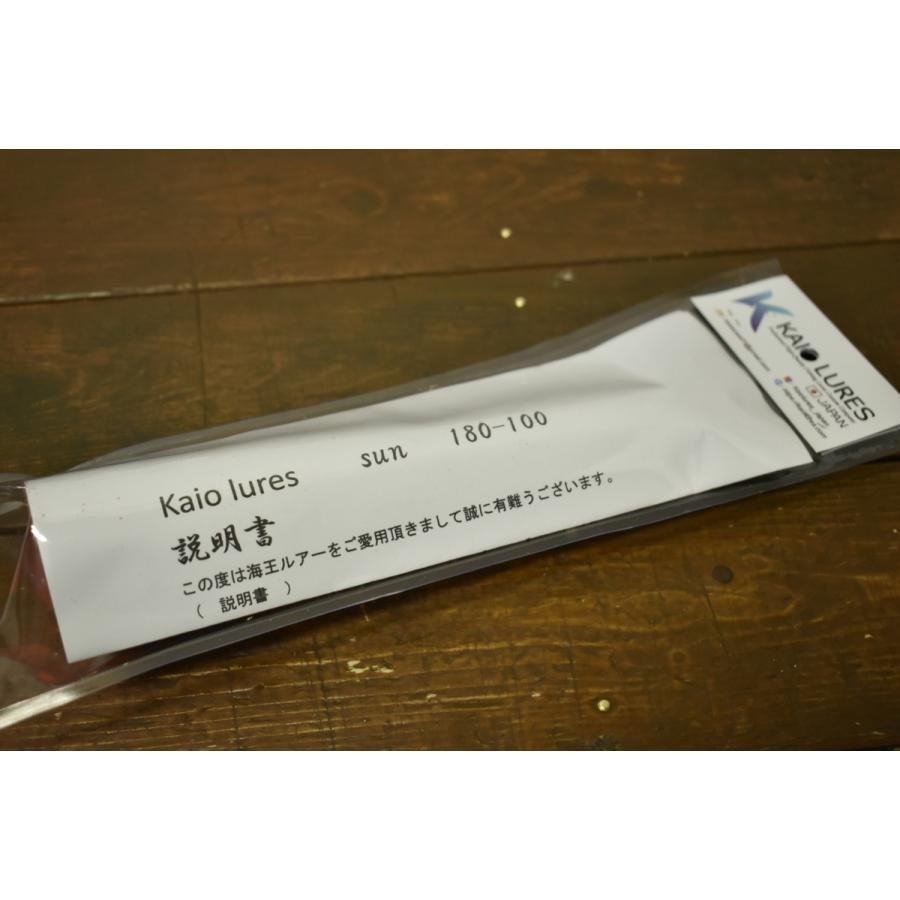 Kaio lures sun 180-100
説明書
この度は海王ルアーをご愛用頂きまして誠に有難うございます。
( 説明書 )
K
KAIO LURES
JAPAN